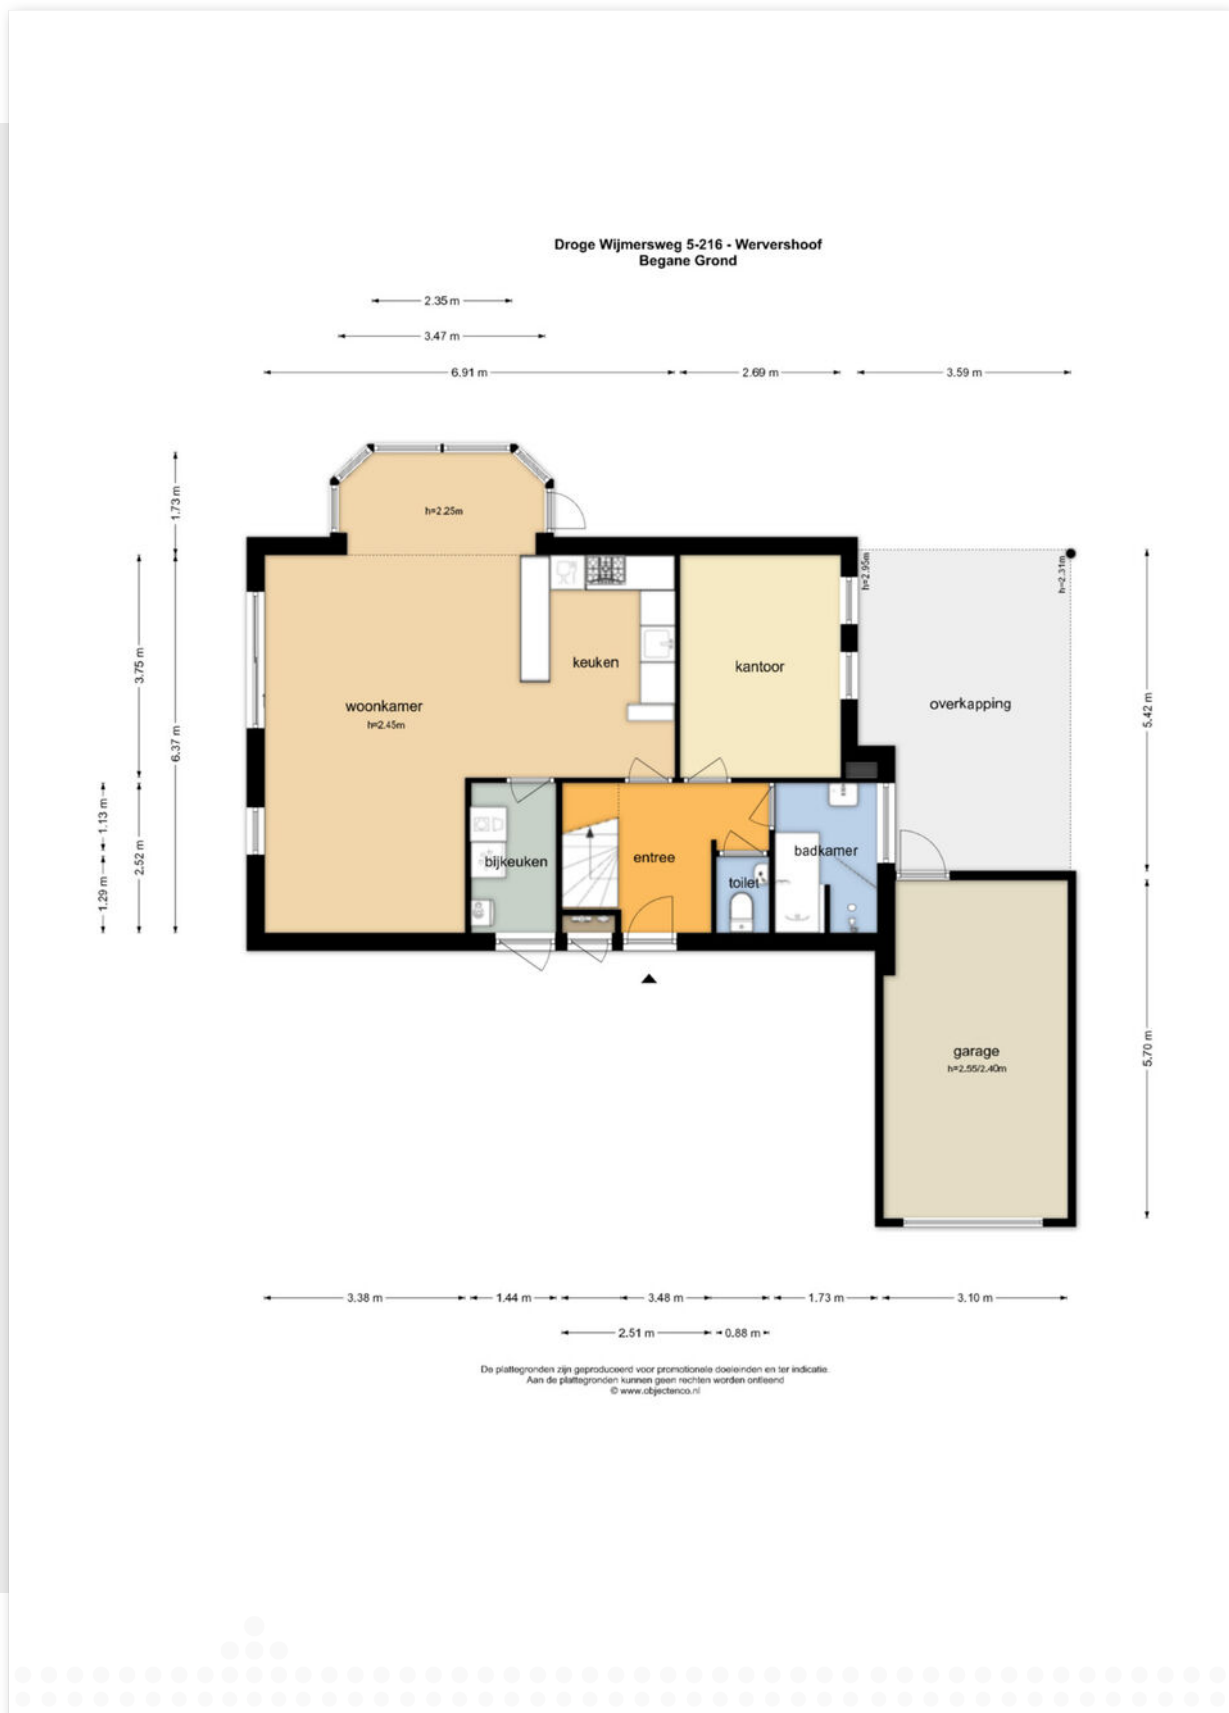 Droge Wijmersweg 5-216 - Wervershoof
Begane Grond
2.35 m
3.47 m
6.91 m
2.69 m
3.59 m
1.73 m
h=2.25m
h=2.95m
h=2.31m
3.75 m
keuken
kantoor
woonkamer
h=2.45m
overkapping
5.42 m
6.37 m
1.13 m
2.52 m
1.29 m
bijkeuken
entree
toilet
badkamer
garage
h=2.55/2.40m
5.70 m
3.38 m
1.44 m
3.48 m
1.73 m
3.10 m
2.51 m
0.88 m
De plattegronden zijn geproduceerd voor promotionele doeleinden en ter indicatie.
Aan de plattegronden kunnen geen rechten worden ontleend
© www.objectenco.nl